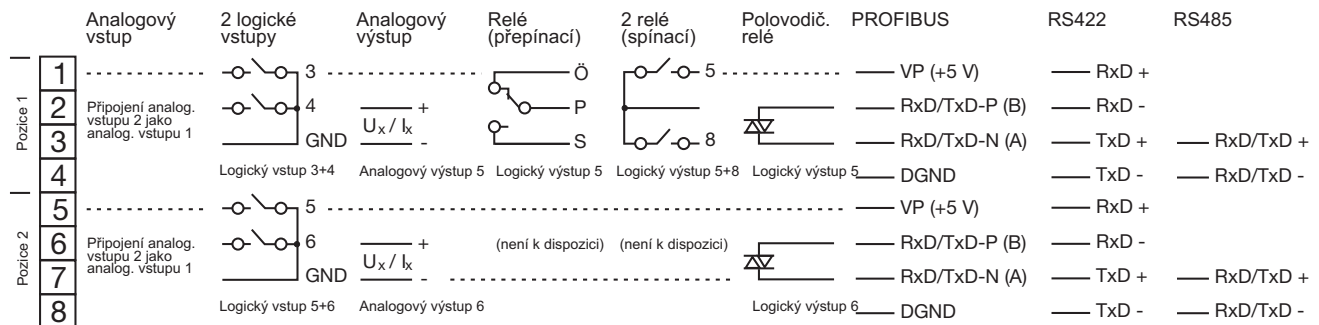 Analogový vstup
2 logické vstupy
Analogový výstup
Relé (přepínací)
2 relé (spínací)
Polovodič. relé
PROFIBUS
RS422
RS485
Pozice 1
1
3
Ö
5
VP (+5 V)
RxD +
2
Připojení analog.
vstupu 2 jako
analog. vstupu 1
4
+
Ux / Ix
P
RxD/TxD-P (B)
RxD -
3
GND
-
S
8
RxD/TxD-N (A)
TxD +
RxD/TxD +
4
Logický vstup 3+4
Analogový výstup 5
Logický výstup 5
Logický výstup 5+8
Logický výstup 5
DGND
TxD -
RxD/TxD -
Pozice 2
5
5
VP (+5 V)
RxD +
6
Připojení analog.
vstupu 2 jako
analog. vstupu 1
6
+
Ux / Ix
(není k dispozici)
(není k dispozici)
RxD/TxD-P (B)
RxD -
7
GND
-
RxD/TxD-N (A)
TxD +
RxD/TxD +
8
Logický vstup 5+6
Analogový výstup 6
Logický výstup 6
DGND
TxD -
RxD/TxD -